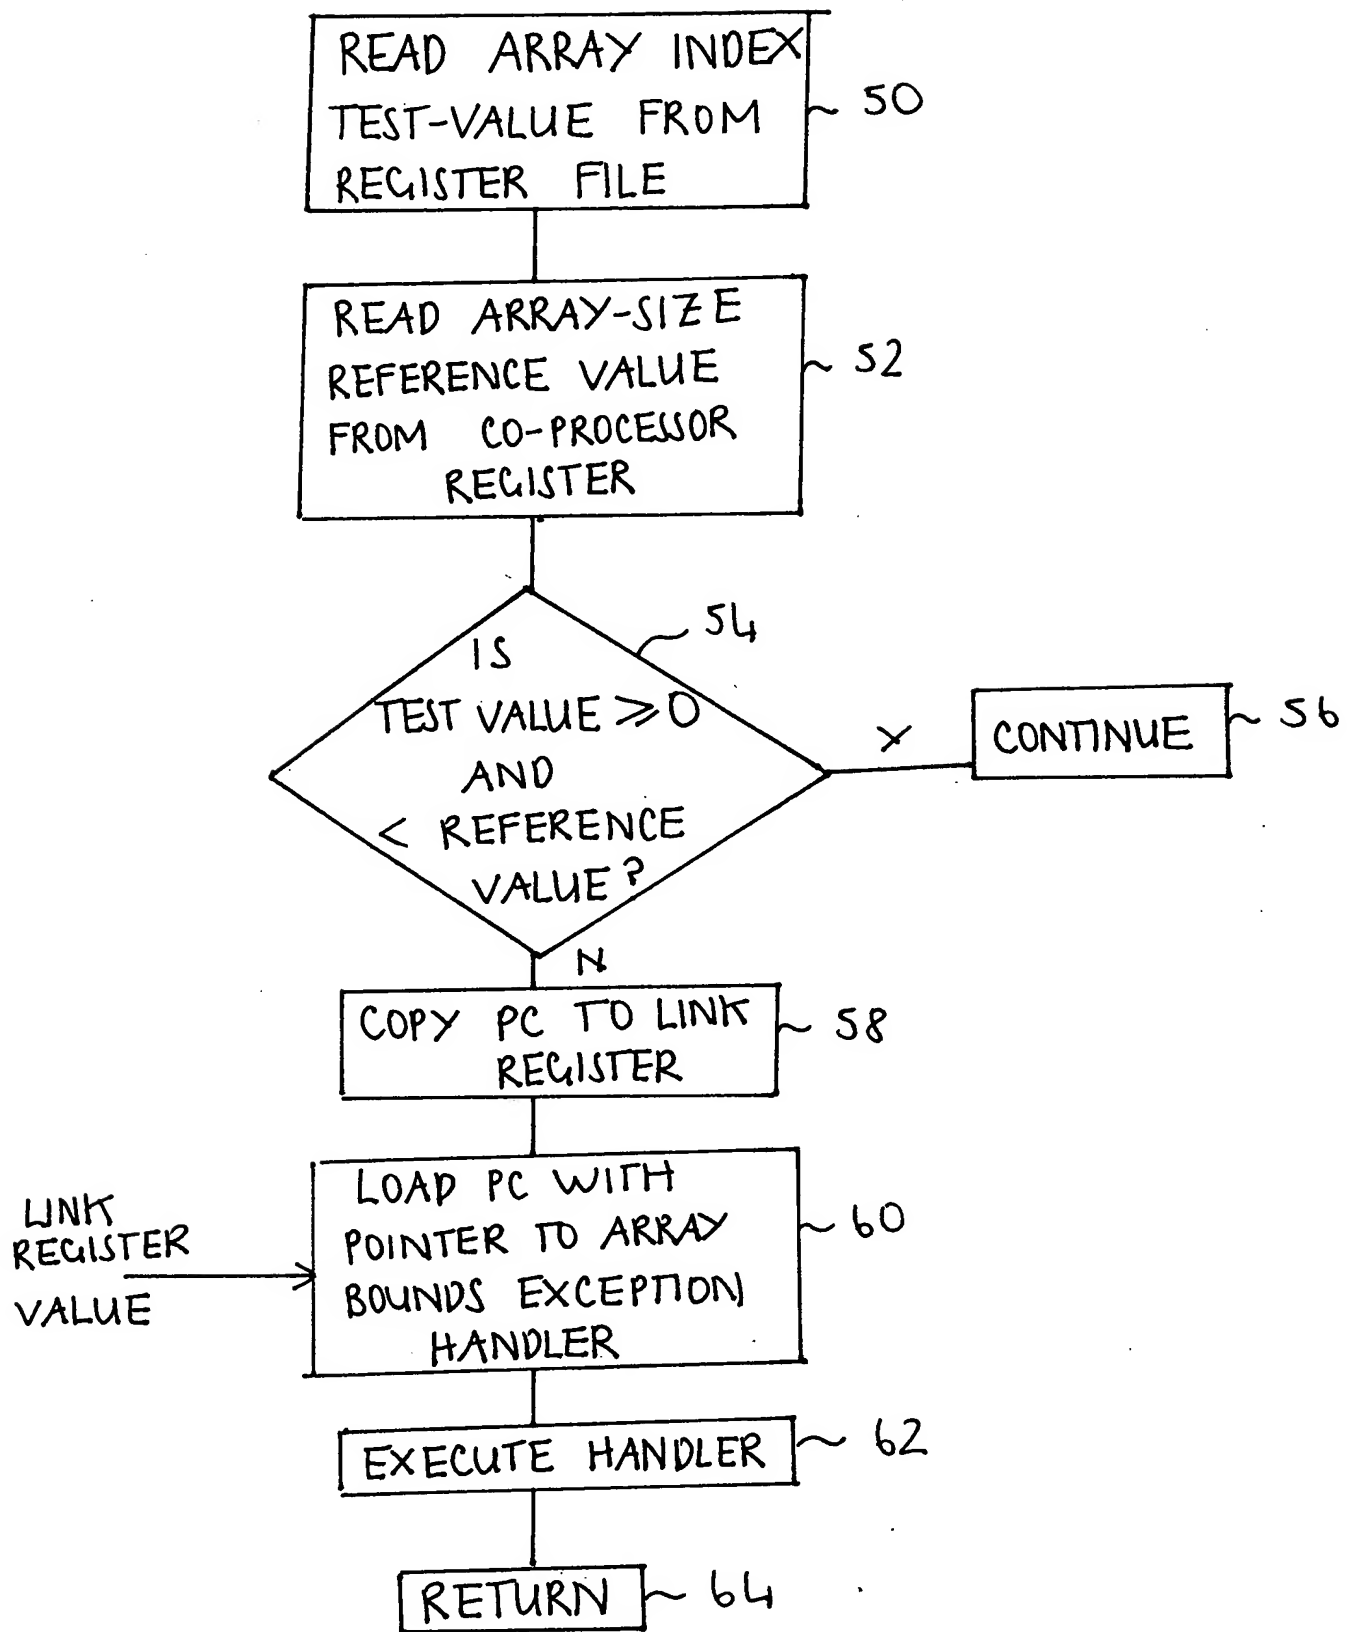 READ ARRAY INDEX
TEST-VALUE FROM
REGISTER FILE
50
READ ARRAY-SIZE
REFERENCE VALUE
FROM CO-PROCESSOR
REGISTER
52
IS
TEST VALUE ⩾ 0
AND
< REFERENCE
VALUE?
54
Y
CONTINUE
56
N
COPY PC TO LINK
REGISTER
58
LINK
REGISTER
VALUE
LOAD PC WITH
POINTER TO ARRAY
BOUNDS EXCEPTION
HANDLER
60
EXECUTE HANDLER
62
RETURN
64